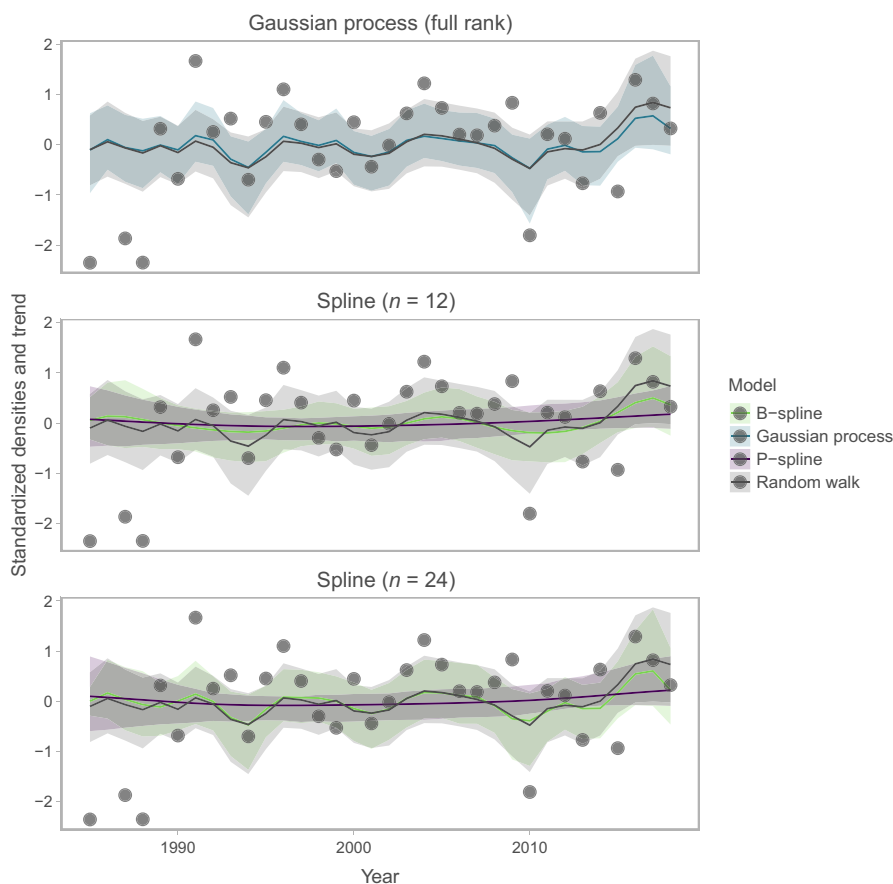 Gaussian process (full rank)
2
1
0
−1
−2
Spline (n = 12)
2
1
0
−1
−2
Standardized densities and trend
Spline (n = 24)
2
1
0
−1
−2
1990
2000
2010
Year
Model
B−spline
Gaussian process
P−spline
Random walk